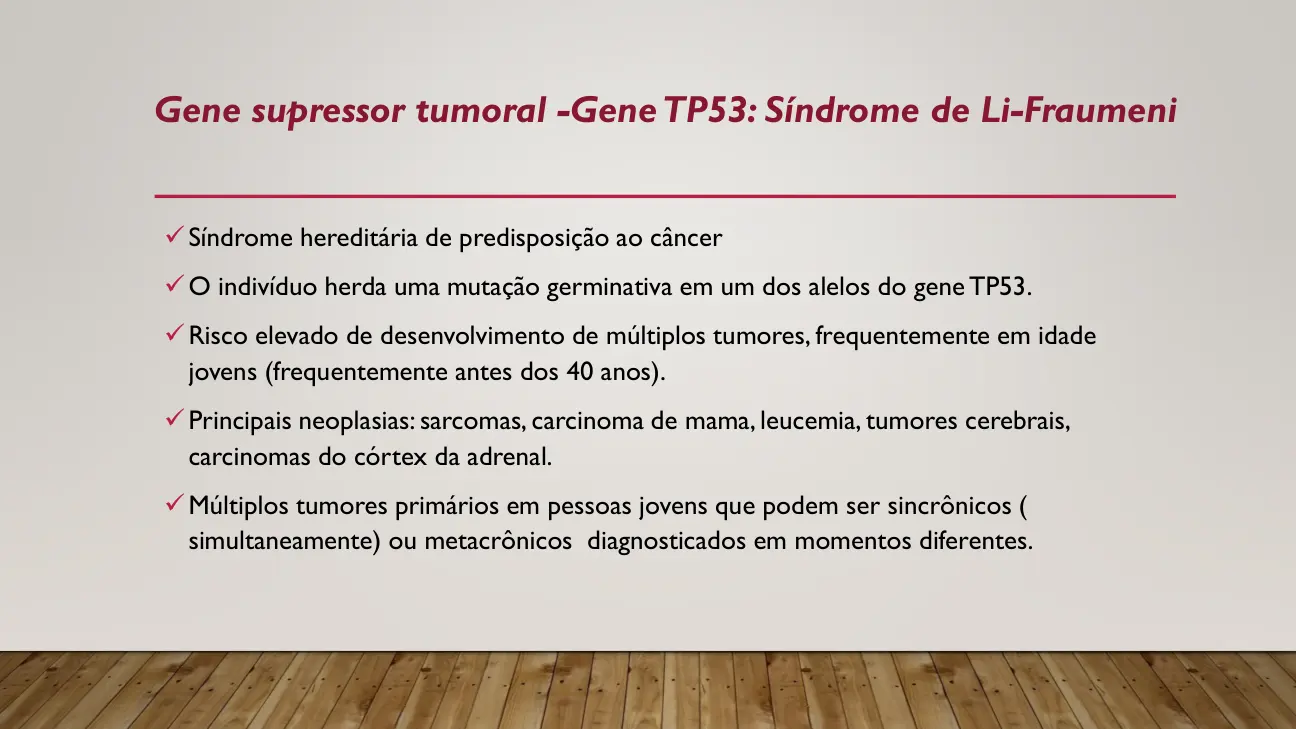 Gene supressor tumoral -Gene TP53: Síndrome de Li-Fraumeni
✓Síndrome hereditária de predisposição ao câncer
✓O indivíduo herda uma mutação germinativa em um dos alelos do gene TP53.
✓Risco elevado de desenvolvimento de múltiplos tumores, frequentemente em idade
jovens (frequentemente antes dos 40 anos).
✓Principais neoplasias: sarcomas, carcinoma de mama, leucemia, tumores cerebrais,
carcinomas do córtex da adrenal.
✓Múltiplos tumores primários em pessoas jovens que podem ser sincrônicos (
simultaneamente) ou metacrônicos  diagnosticados em momentos diferentes.